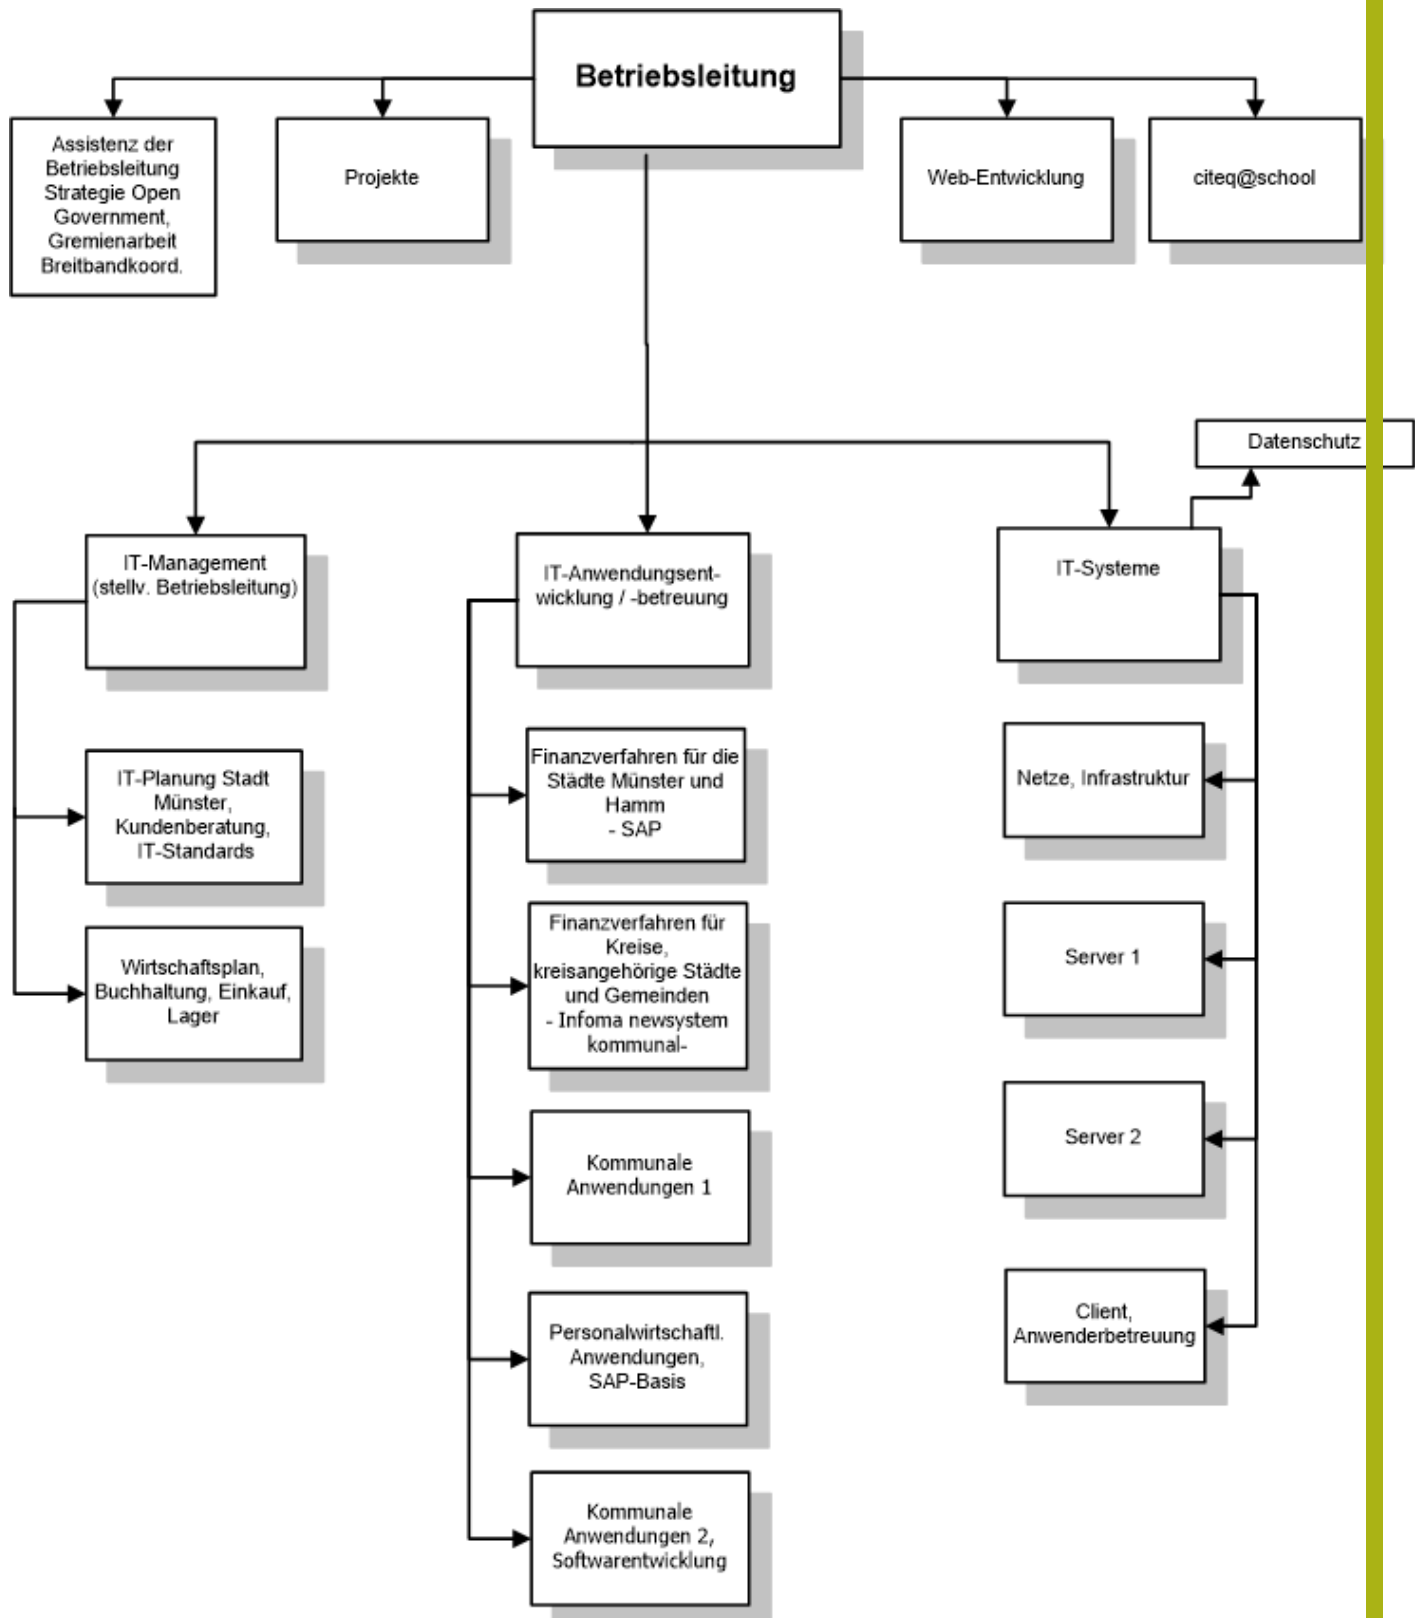 Betriebsleitung
Assistenz der
Betriebsleitung
Strategie Open
Government,
Gremienarbeit
Breitbandkoord.
Projekte
Web-Entwicklung
citeq@school
Datenschutz
IT-Management
(stellv. Betriebsleitung)
IT-Planung Stadt
Münster,
Kundenberatung,
IT-Standards
Wirtschaftsplan,
Buchhaltung, Einkauf,
Lager
IT-Anwendungsent-
wicklung / -betreuung
Finanzverfahren für die
Städte Münster und
Hamm
- SAP
Finanzverfahren für
Kreise,
kreisangehörige Städte
und Gemeinden
- Infoma newsystem
kommunal-
Kommunale
Anwendungen 1
Personalwirtschaftl.
Anwendungen,
SAP-Basis
Kommunale
Anwendungen 2,
Softwarentwicklung
IT-Systeme
Netze, Infrastruktur
Server 1
Server 2
Client,
Anwenderbetreuung